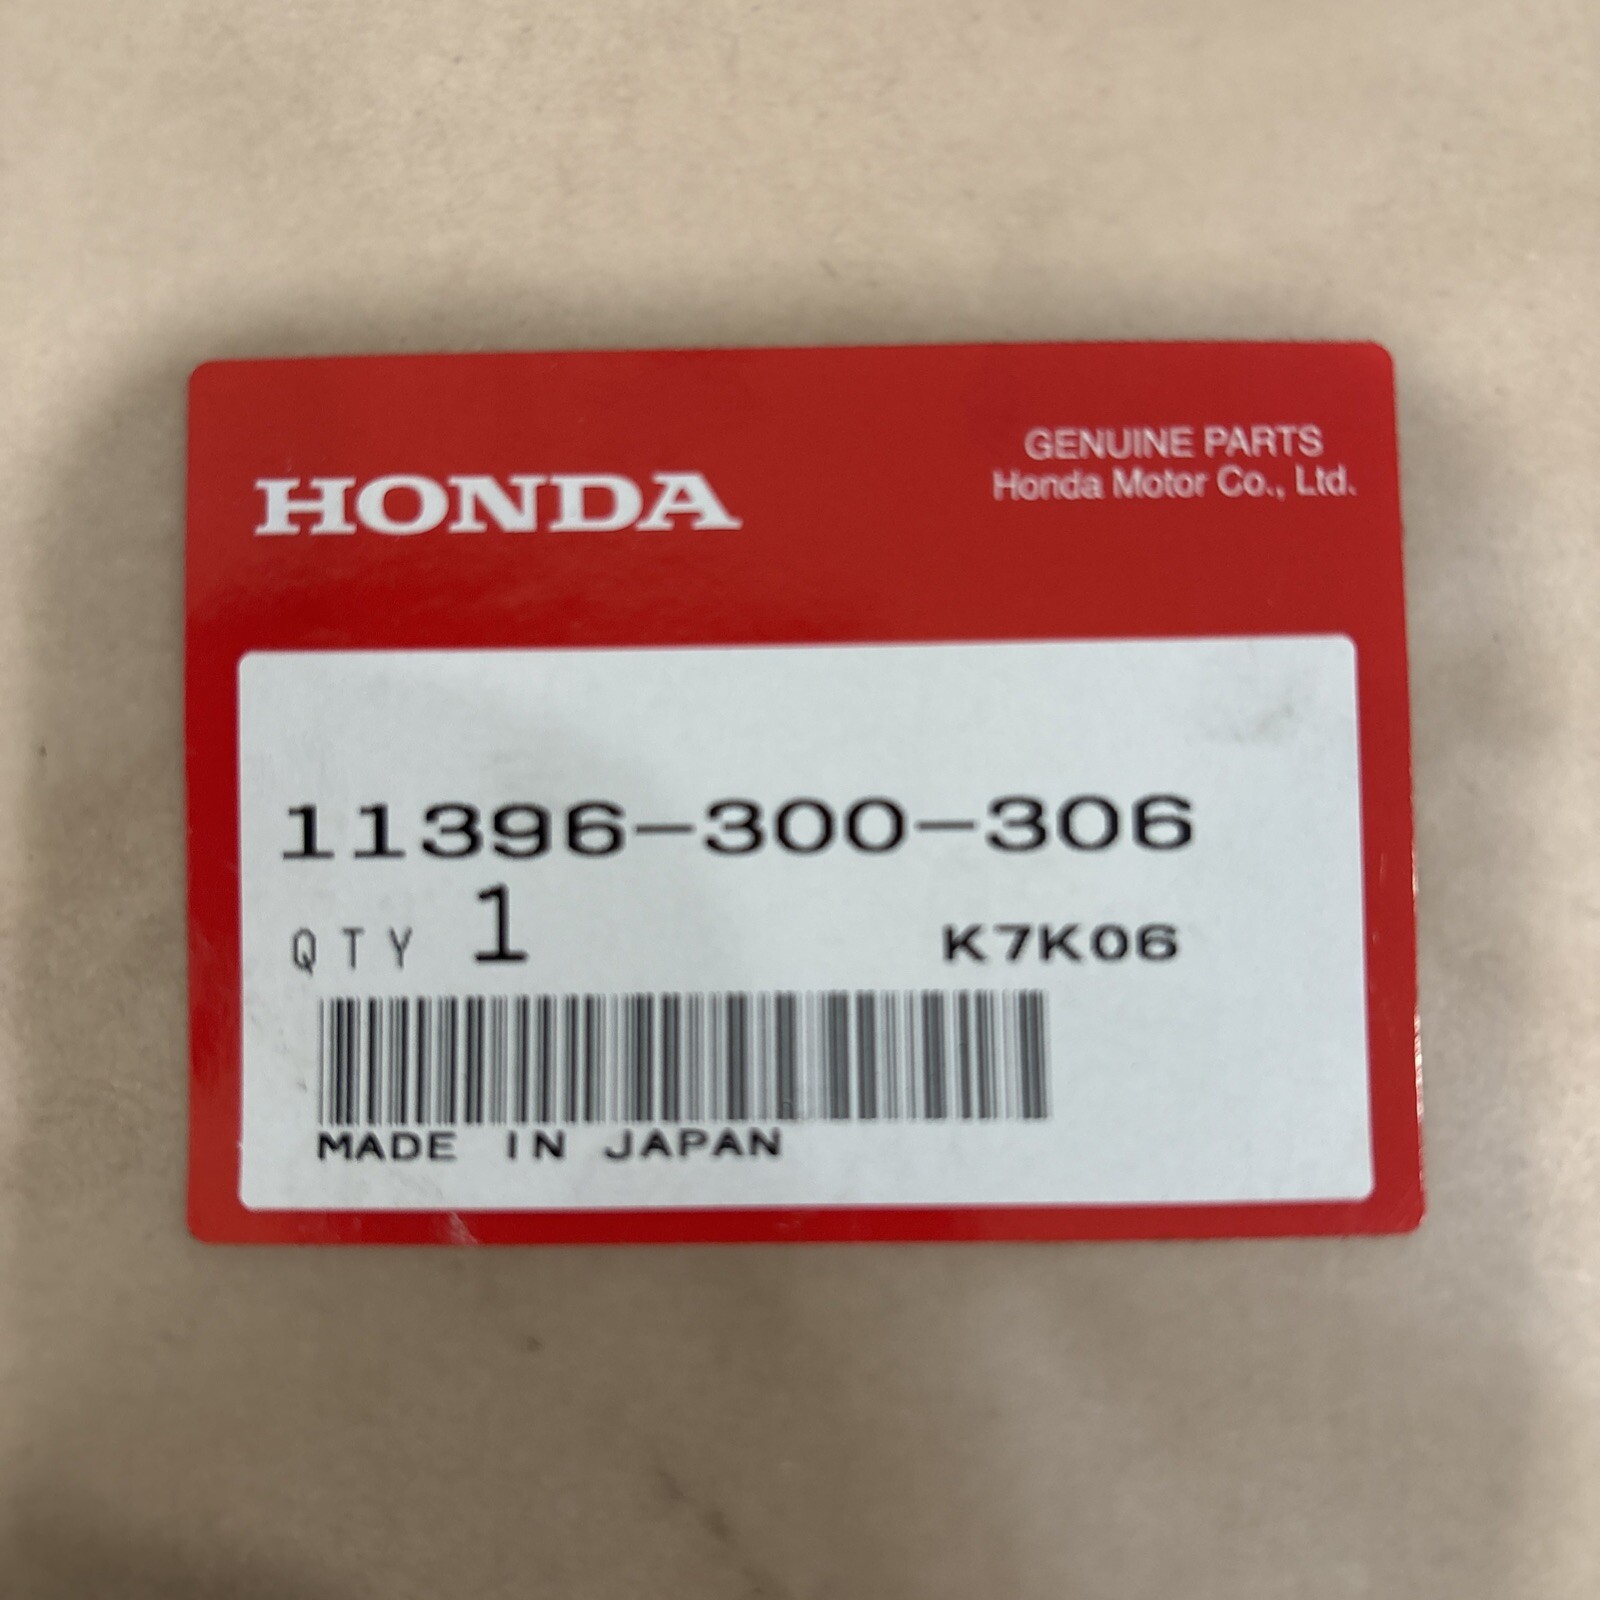 HONDA
GENUINE PARTS
Honda Motor Co., Ltd.
11396-300-306
QTY 1 K7K06
MADE IN JAPAN